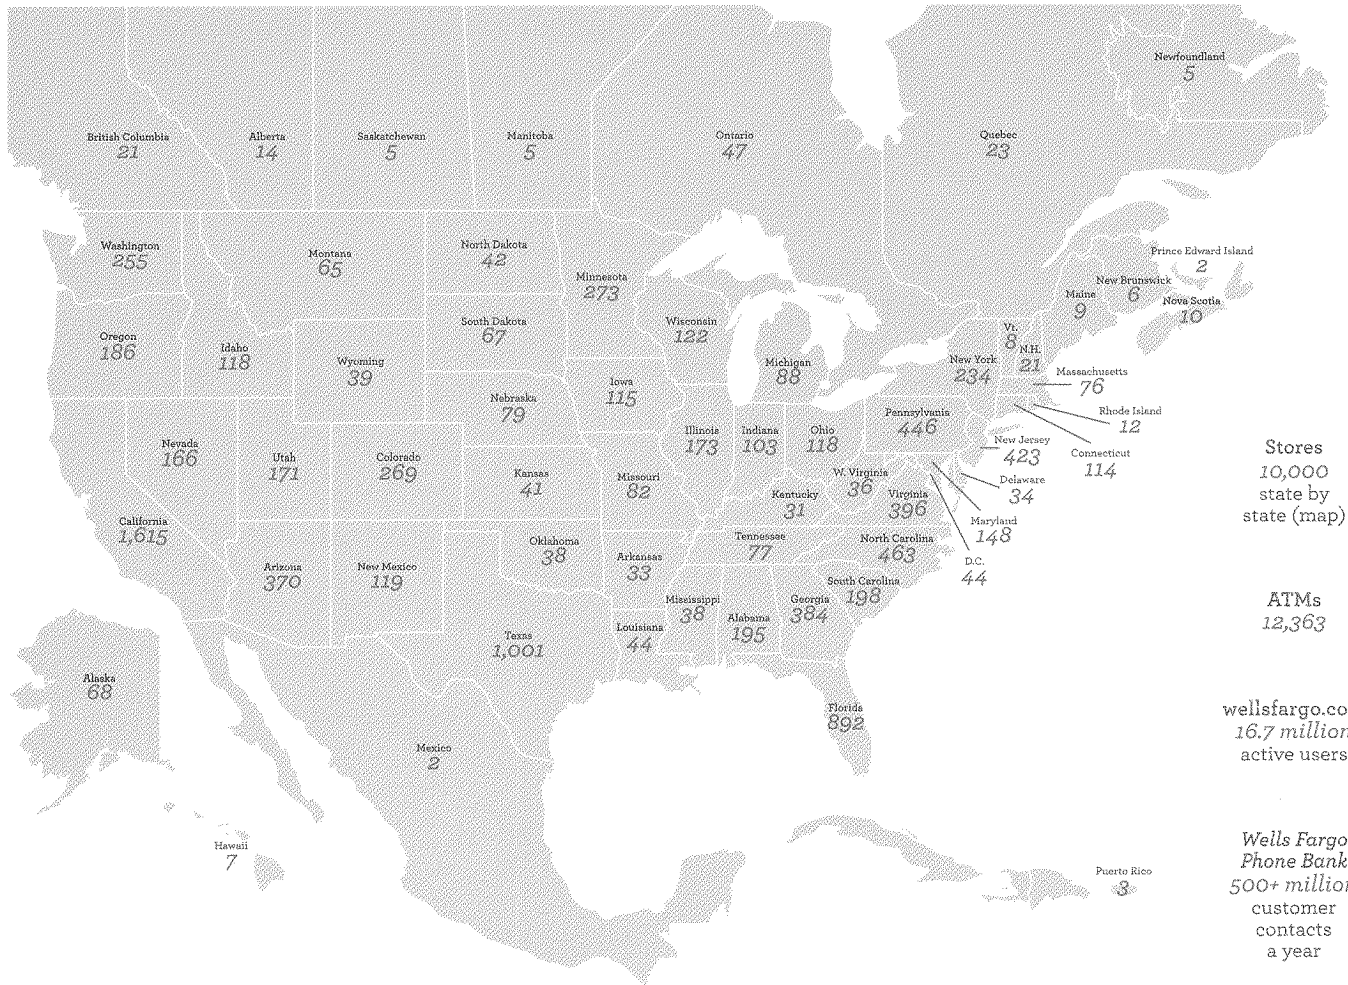 Newfoundland
5
British Columbia
21
Alberta
14
Saskatchewan
5
Manitoba
5
Ontario
47
Quebec
23
Washington
255
Montana
65
North Dakota
42
Minnesota
273
Prince Edward Island
2
New Brunswick
6
Maine
9
Nova Scotia
10
Oregon
186
Idaho
118
Wyoming
39
South Dakota
67
Wisconsin
122
Michigan
88
Vt.
8
N.H.
21
New York
234
Massachusetts
76
Rhode Island
12
Connecticut
114
Nebraska
79
Iowa
115
Illinois
173
Indiana
103
Ohio
118
Pennsylvania
446
New Jersey
423
Delaware
34
Maryland
148
D.C.
44
Nevada
166
Utah
171
Colorado
269
Kansas
41
Missouri
82
Kentucky
31
W. Virginia
36
Virginia
396
California
1,615
Arizona
370
New Mexico
119
Oklahoma
38
Arkansas
33
Tennessee
77
North Carolina
463
South Carolina
198
Mississippi
38
Alabama
195
Georgia
384
Louisiana
44
Texas
1,001
Florida
892
Alaska
68
Mexico
2
Hawaii
7
Puerto Rico
3
Stores
10,000
state by
state (map)
ATMs
12,363
wellsfargo.co
16.7 million
active users
Wells Fargo
Phone Bank
500+ million
customer
contacts
a year